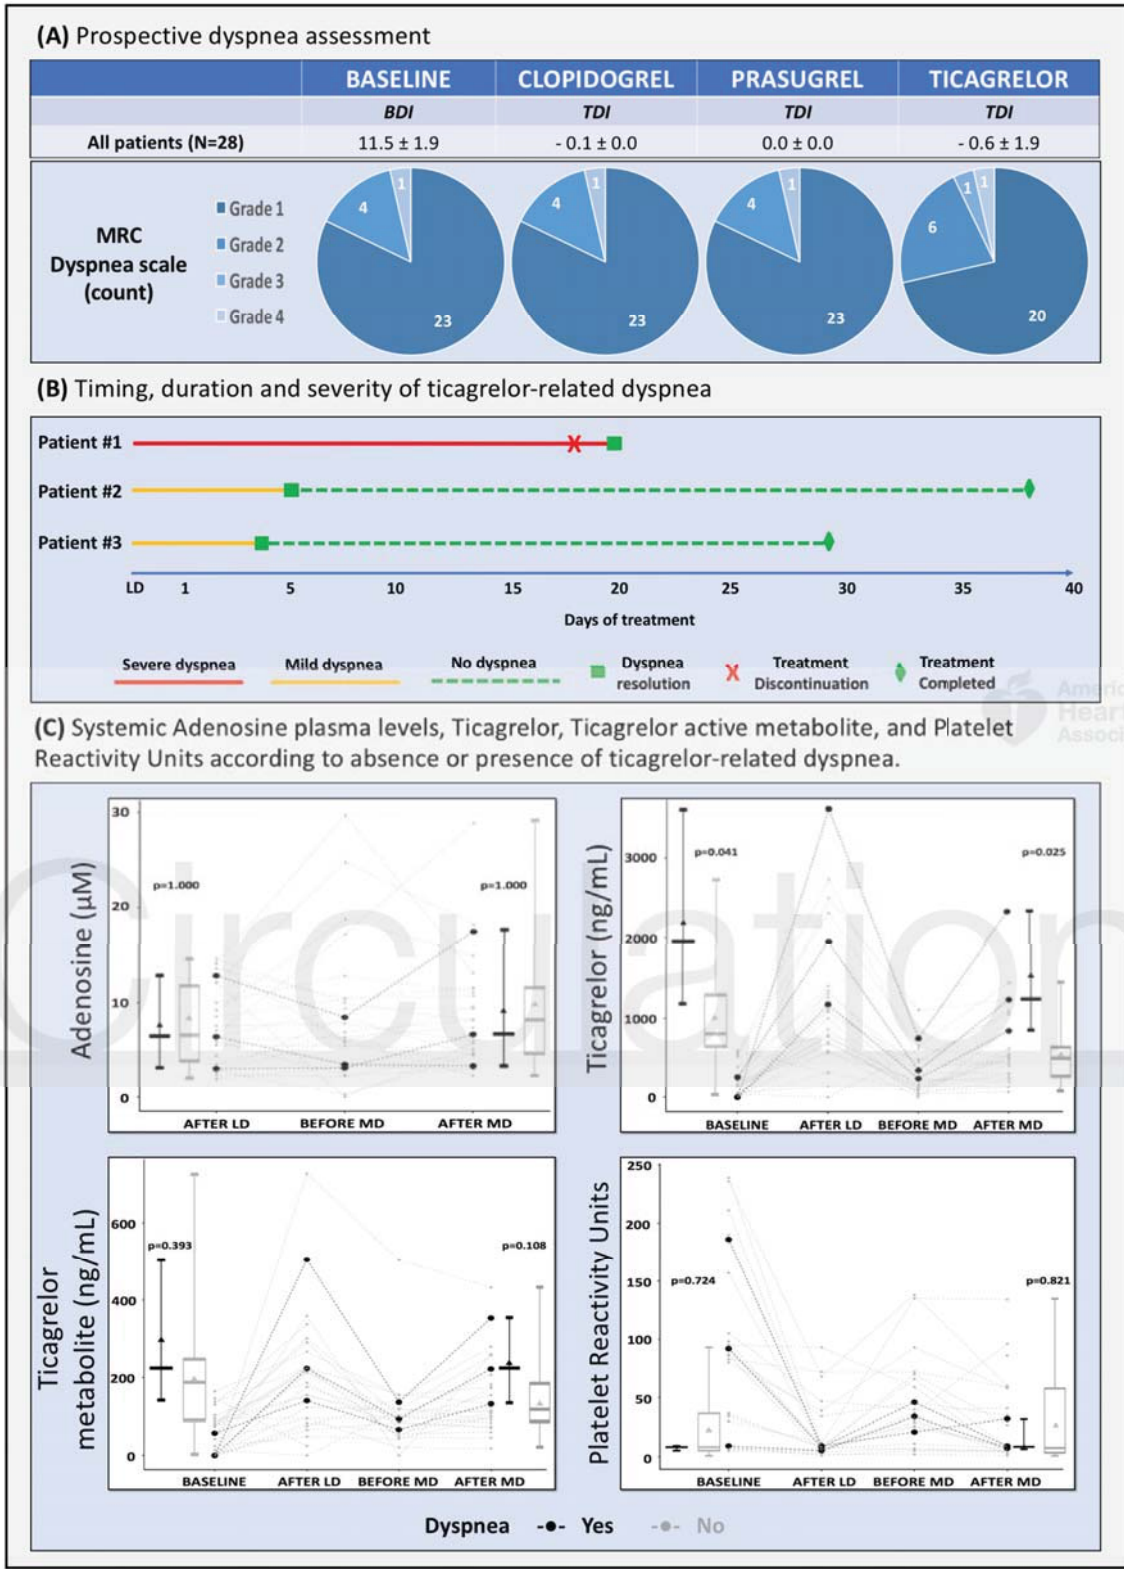 (A) Prospective dyspnea assessment
BASELINE CLOPIDOGREL PRASUGREL TICAGRELOR
BDI TDI TDI TDI
All patients (N=28) 11.5 ± 1.9 - 0.1 ± 0.0 0.0 ± 0.0 - 0.6 ± 1.9
MRC
Dyspnea scale
(count)
Grade 1
Grade 2
Grade 3
Grade 4
1
4
23
1
4
23
1
4
23
1 1
6
20
(B) Timing, duration and severity of ticagrelor-related dyspnea
Patient #1
Patient #2
Patient #3
LD 1 5 10 15 20 25 30 35 40
Days of treatment
Severe dyspnea Mild dyspnea No dyspnea
Dyspnea
resolution
Treatment
Discontinuation
Treatment
Completed
American
Heart
Associ
(C) Systemic Adenosine plasma levels, Ticagrelor, Ticagrelor active metabolite, and Platelet
Reactivity Units according to absence or presence of ticagrelor-related dyspnea.
Circulation
Adenosine (µM)
30
20
10
0
p=1.000 p=1.000
AFTER LD BEFORE MD AFTER MD
Ticagrelor (ng/mL)
3000
2000
1000
0
p=0.041 p=0.025
BASELINE AFTER LD BEFORE MD AFTER MD
Ticagrelor
metabolite (ng/mL)
600
400
200
0
p=0.393 p=0.108
BASELINE AFTER LD BEFORE MD AFTER MD
Platelet Reactivity Units
250
200
150
100
50
0
p=0.724 p=0.821
BASELINE AFTER LD BEFORE MD AFTER MD
Dyspnea Yes No